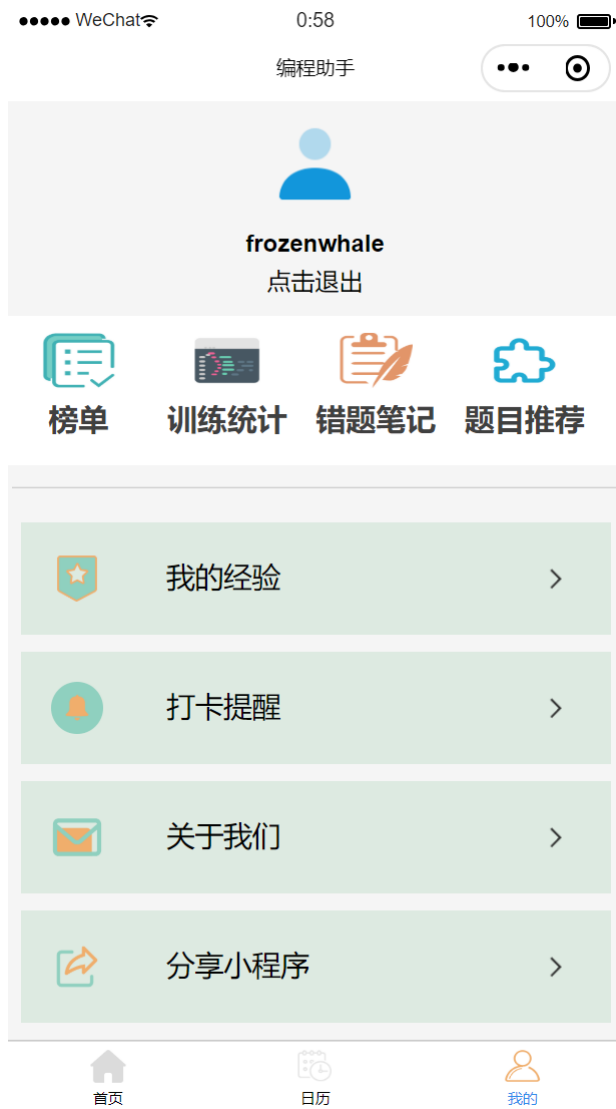 ●●●●● WeChat 0:58 100%
编程助手
frozenwhale
点击退出
榜单 训练统计 错题笔记 题目推荐
我的经验
打卡提醒
关于我们
分享小程序
首页 日历 我的